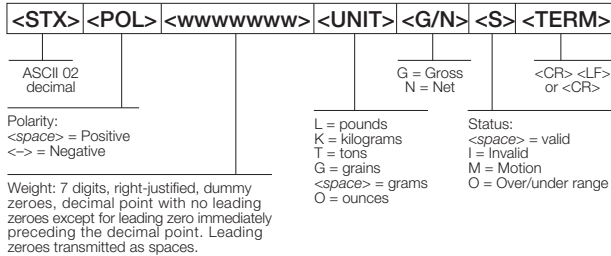 <STX> <POL> <wwwwwww> <UNIT> <G/N> <S> <TERM>
ASCII 02
decimal
G = Gross
N = Net
<CR> <LF>
or <CR>
Polarity:
<space> = Positive
<–> = Negative
L = pounds
K = kilograms
T = tons
G = grains
<space> = grams
O = ounces
Status:
<space> = valid
I = Invalid
M = Motion
O = Over/under range
Weight: 7 digits, right-justified, dummy
zeroes, decimal point with no leading
zeroes except for leading zero immediately
preceding the decimal point. Leading
zeroes transmitted as spaces.